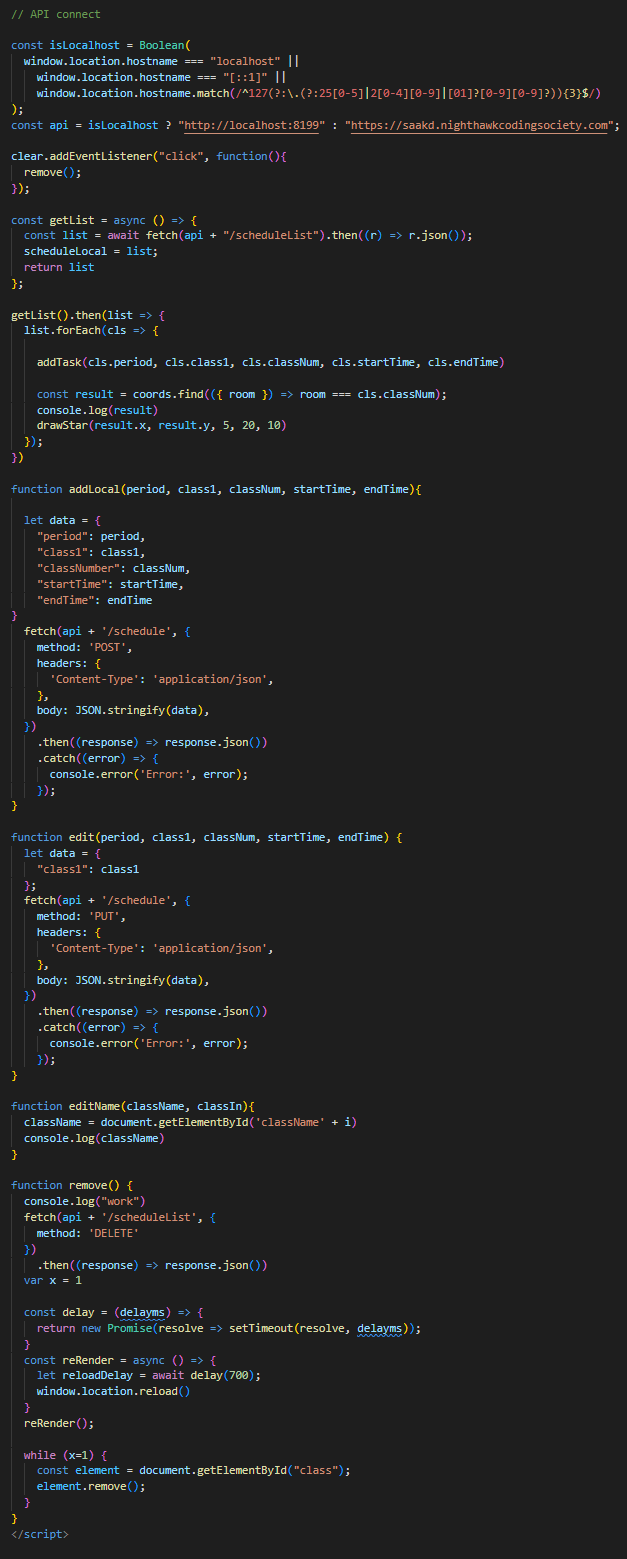 // API connect
const isLocalhost = Boolean(
window.location.hostname === "localhost" ||
window.location.hostname === "[::1]" ||
window.location.hostname.match(/^127(?:\.(?:25[0-5]|2[0-4][0-9]|[01]?[0-9][0-9]?)){3}$/)
);
const api = isLocalhost ? "http://localhost:8199" : "https://saakd.nighthawkcodingsociety.com";
clear.addEventListener("click", function(){
remove();
});
const getList = async () => {
const list = await fetch(api + "/scheduleList").then((r) => r.json());
scheduleLocal = list;
return list
};
getList().then(list => {
list.forEach(cls => {
addTask(cls.period, cls.class1, cls.classNum, cls.startTime, cls.endTime)
const result = coords.find(({ room }) => room === cls.classNum);
console.log(result)
drawStar(result.x, result.y, 5, 20, 10)
});
})
function addLocal(period, class1, classNum, startTime, endTime){
let data = {
"period": period,
"class1": class1,
"classNumber": classNum,
"startTime": startTime,
"endTime": endTime
}
fetch(api + '/schedule', {
method: 'POST',
headers: {
'Content-Type': 'application/json',
},
body: JSON.stringify(data),
})
.then((response) => response.json())
.catch((error) => {
console.error('Error:', error);
});
}
function edit(period, class1, classNum, startTime, endTime) {
let data = {
"class1": class1
};
fetch(api + '/schedule', {
method: 'PUT',
headers: {
'Content-Type': 'application/json',
},
body: JSON.stringify(data),
})
.then((response) => response.json())
.catch((error) => {
console.error('Error:', error);
});
}
function editName(className, classIn){
className = document.getElementById('className' + i)
console.log(className)
}
function remove() {
console.log("work")
fetch(api + '/scheduleList', {
method: 'DELETE'
})
.then((response) => response.json())
var x = 1
const delay = (delayms) => {
return new Promise(resolve => setTimeout(resolve, delayms));
}
const reRender = async () => {
let reloadDelay = await delay(700);
window.location.reload()
}
reRender();
while (x=1) {
const element = document.getElementById("class");
element.remove();
}
}
</script>